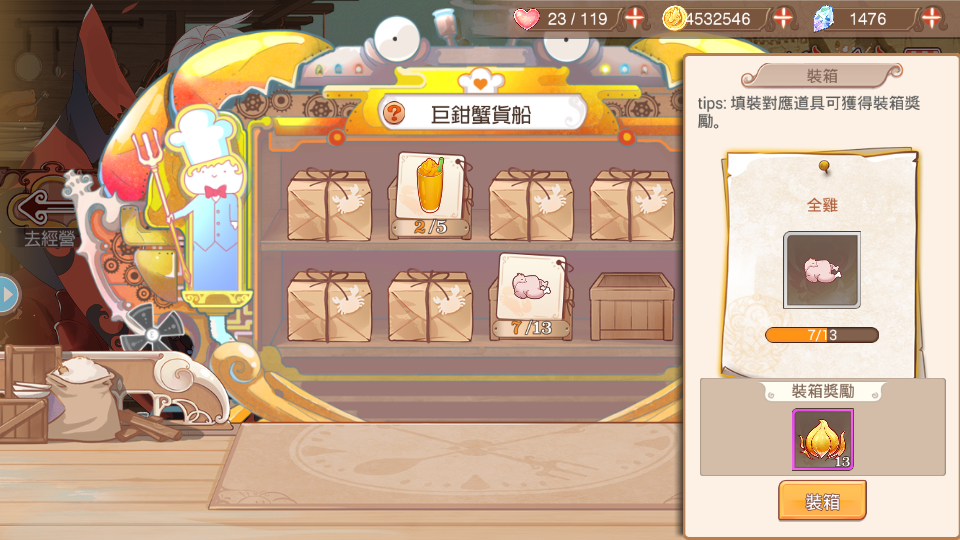 23 / 119
4532546
1476
巨鉗蟹貨船
2/5
7/13
去經營
裝箱
tips: 填裝對應道具可獲得裝箱獎
勵。
全雞
7/13
裝箱獎勵
13
裝箱